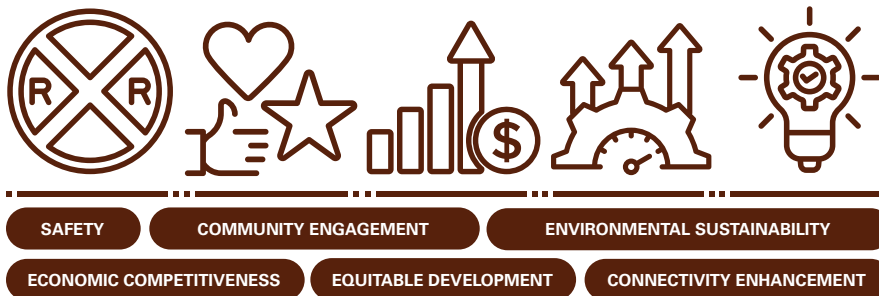 R R
$
SAFETY COMMUNITY ENGAGEMENT ENVIRONMENTAL SUSTAINABILITY
ECONOMIC COMPETITIVENESS EQUITABLE DEVELOPMENT CONNECTIVITY ENHANCEMENT